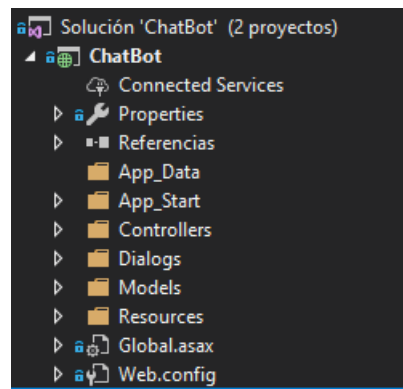 Solución 'ChatBot' (2 proyectos)
ChatBot
Connected Services
Properties
Referencias
App_Data
App_Start
Controllers
Dialogs
Models
Resources
Global.asax
Web.config